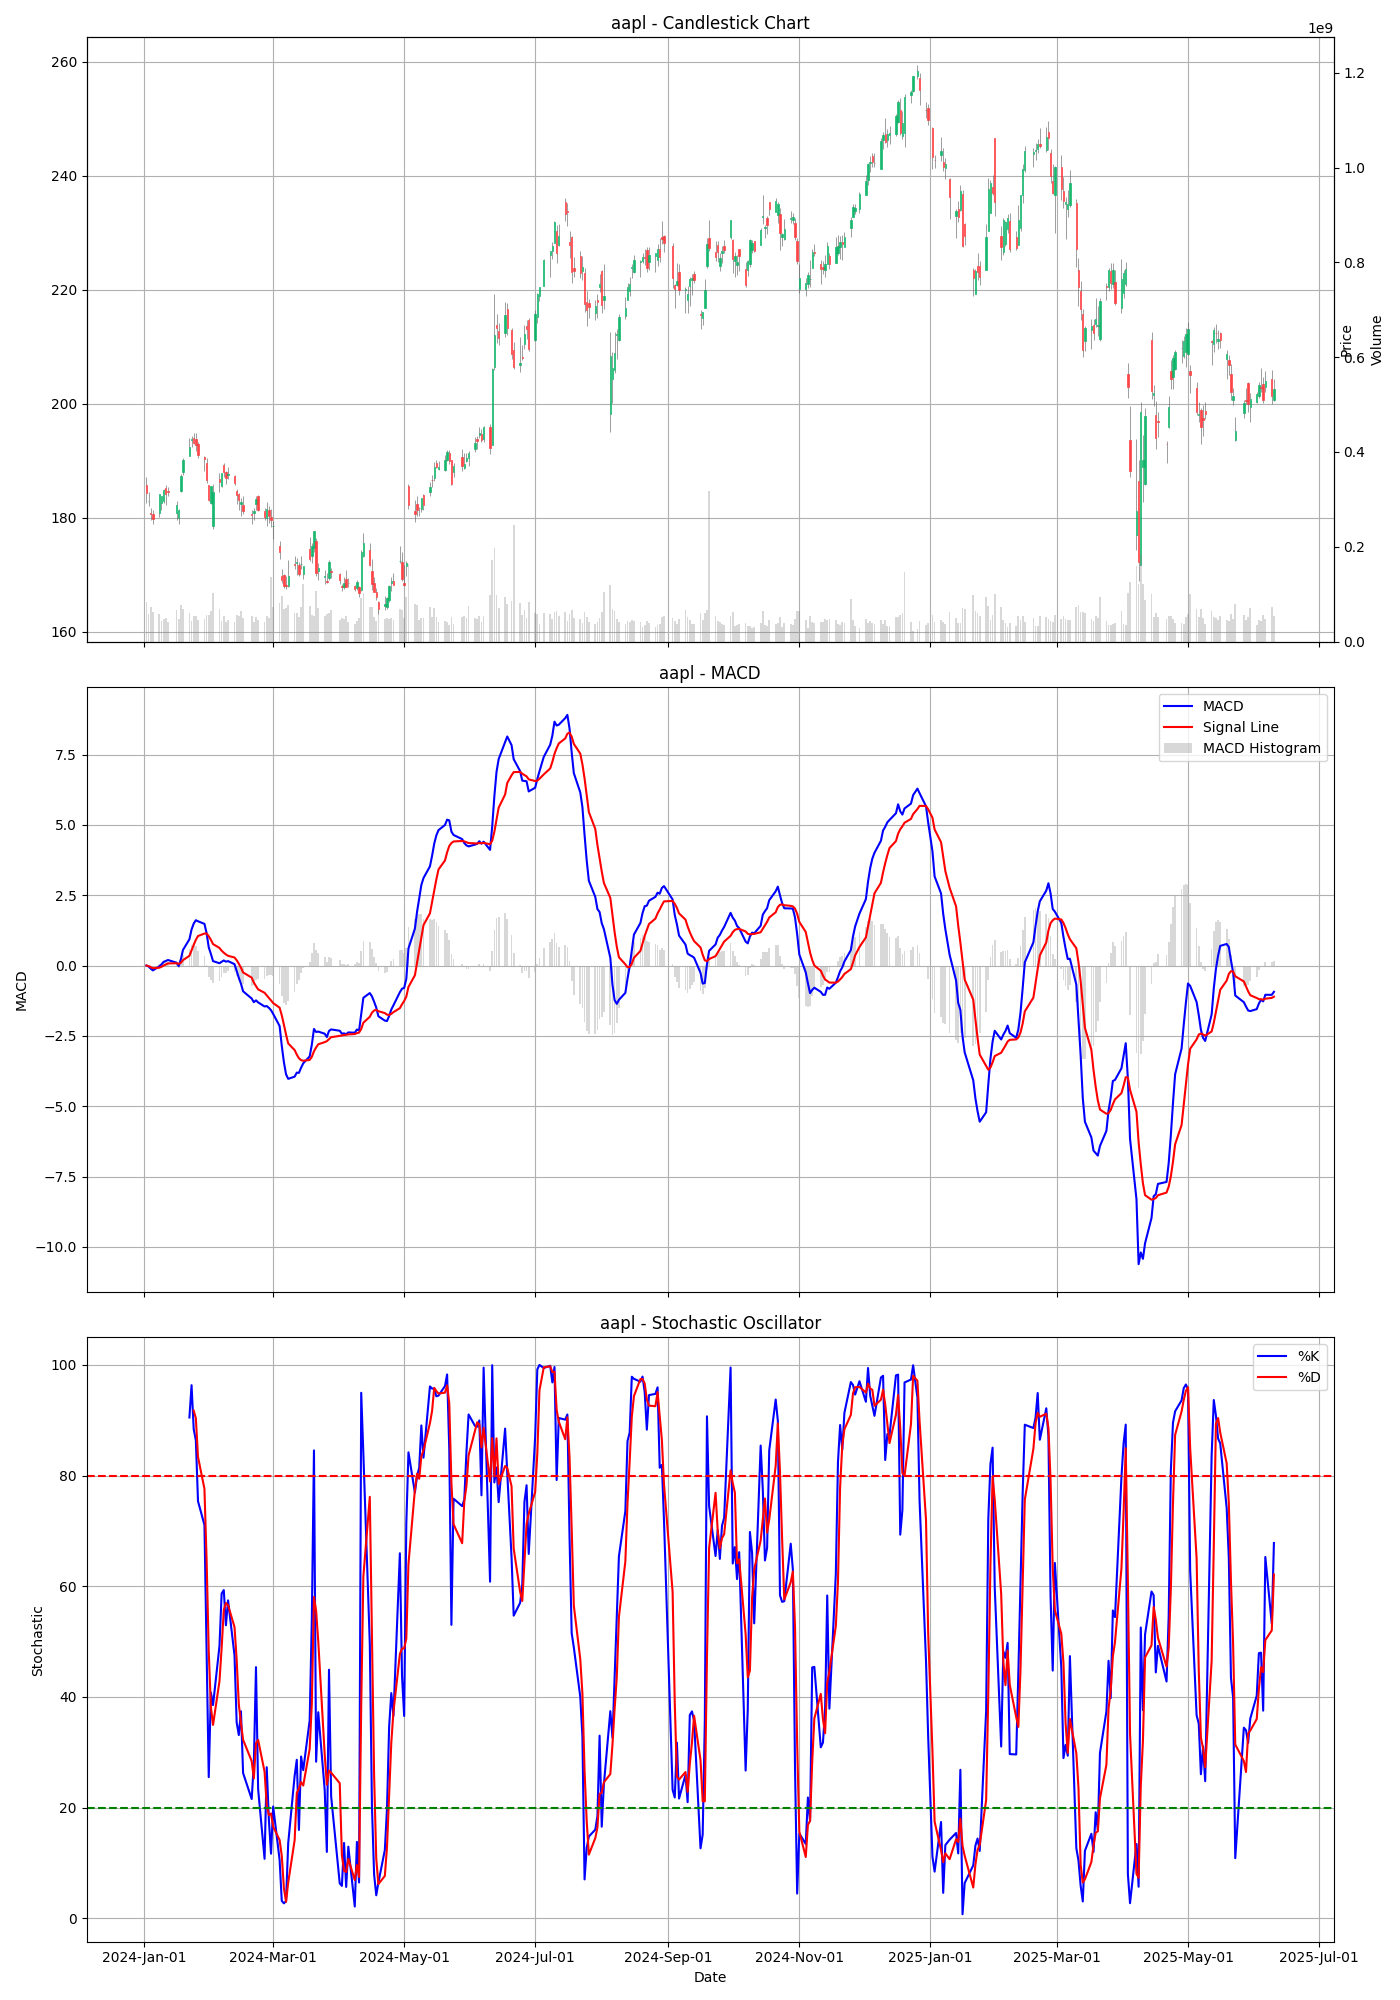 aapl - Candlestick Chart
1e9
260
240
220
200
180
160
1.2
1.0
0.8
0.6
0.4
0.2
0.0
Price
Volume
aapl - MACD
MACD
Signal Line
MACD Histogram
7.5
5.0
2.5
0.0
−2.5
−5.0
−7.5
−10.0
MACD
aapl - Stochastic Oscillator
%K
%D
100
80
60
40
20
0
Stochastic
2024-Jan-01
2024-Mar-01
2024-May-01
2024-Jul-01
2024-Sep-01
2024-Nov-01
2025-Jan-01
2025-Mar-01
2025-May-01
2025-Jul-01
Date